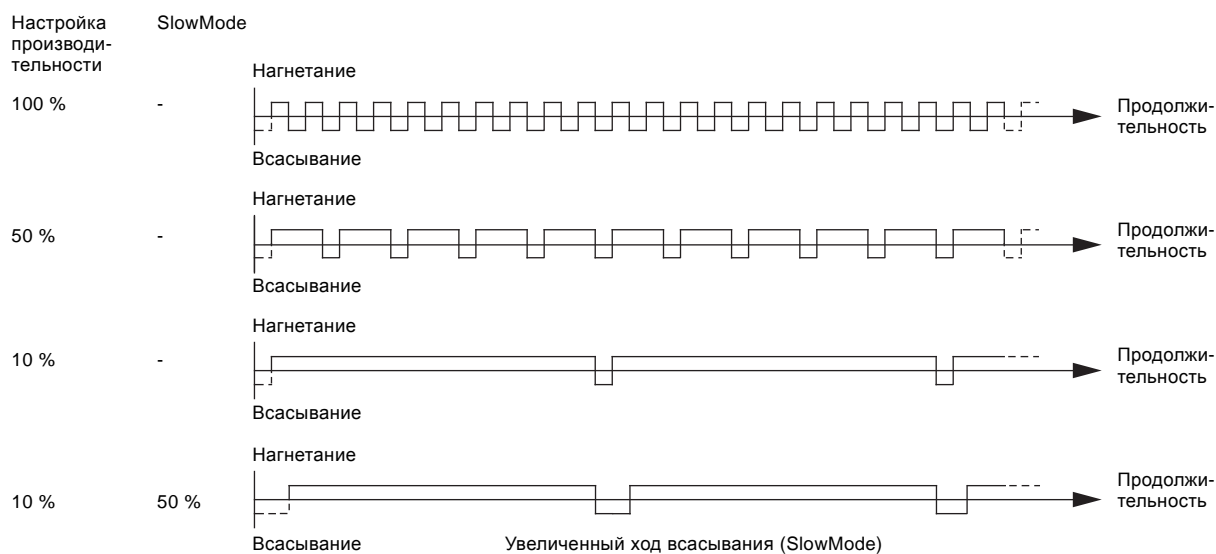 Настройка
производи-
тельности
SlowMode
Нагнетание
100 %
-
Продолжи-
тельность
Всасывание
Нагнетание
50 %
-
Продолжи-
тельность
Всасывание
Нагнетание
10 %
-
Продолжи-
тельность
Всасывание
Нагнетание
10 %
50 %
Продолжи-
тельность
Всасывание
Увеличенный ход всасывания (SlowMode)